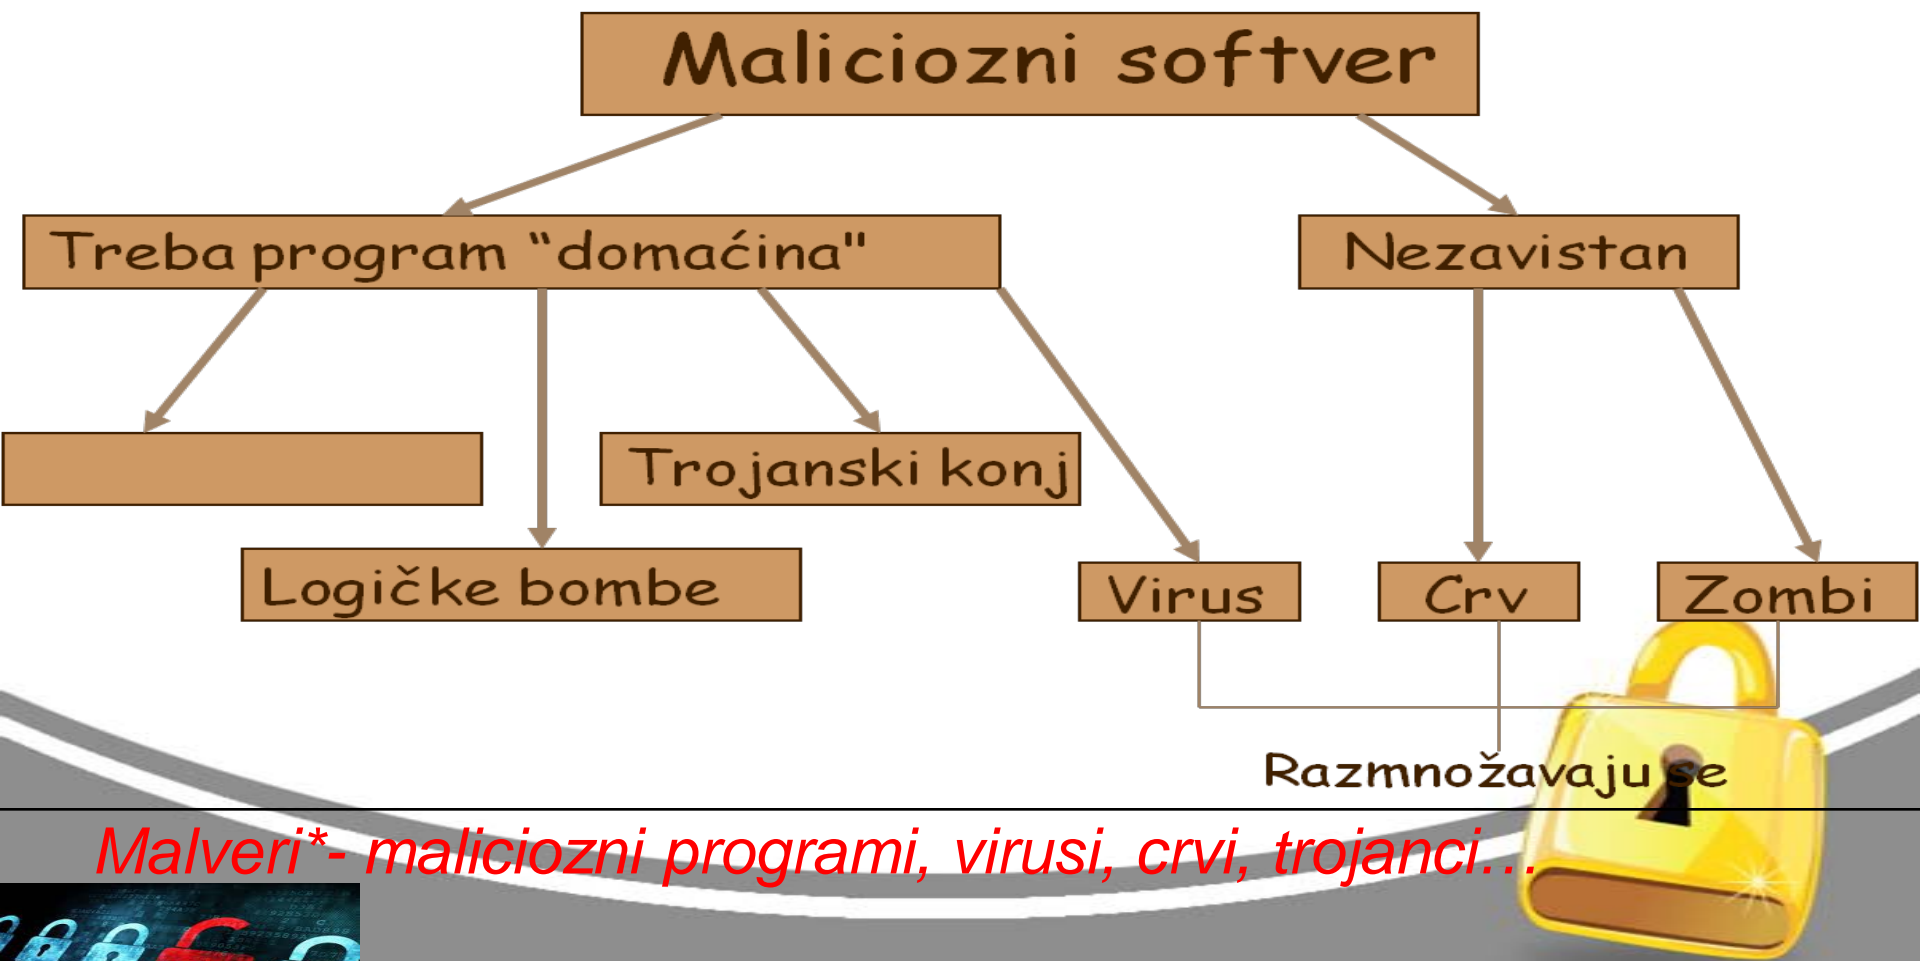 Maliciozni softver
Treba program “domaćina"
Nezavistan
Trojanski konj
Logičke bombe
Virus
Crv
Zombi
Razmnožavaju se
Malveri*- maliciozni programi, virusi, crvi, trojanci...